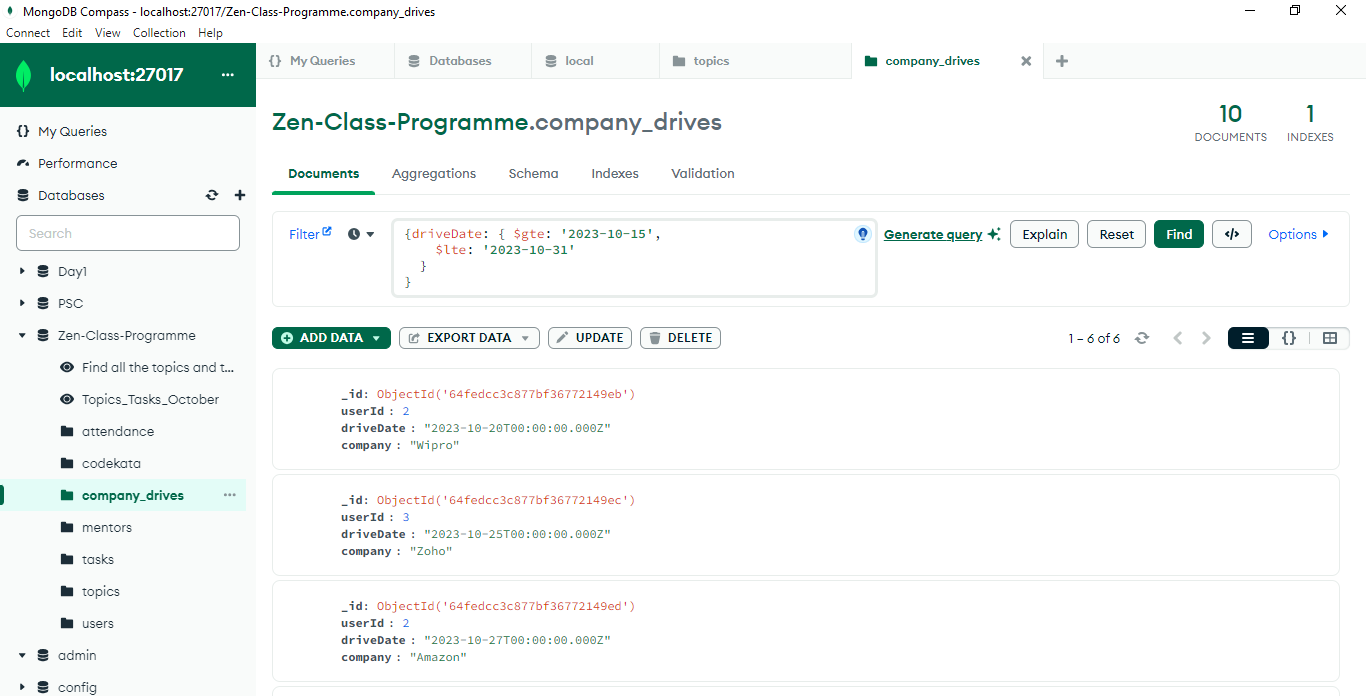 MongoDB Compass - localhost:27017/Zen-Class-Programme.company_drives
Connect Edit View Collection Help
localhost:27017 ...
{} My Queries
Performance
Databases
Search
Day1
PSC
Zen-Class-Programme
Find all the topics and t...
Topics_Tasks_October
attendance
codekata
company_drives ...
mentors
tasks
topics
users
admin
config
{} My Queries Databases local topics company_drives
Zen-Class-Programme.company_drives
10 DOCUMENTS
1 INDEXES
Documents Aggregations Schema Indexes Validation
Filter
{driveDate: { $gte: '2023-10-15',
$lte: '2023-10-31'
}
}
Generate query Explain Reset Find </> Options
ADD DATA EXPORT DATA UPDATE DELETE 1 – 6 of 6 {}
_id: ObjectId('64fedcc3c877bf36772149eb')
userId : 2
driveDate : "2023-10-20T00:00:00.000Z"
company : "Wipro"
_id: ObjectId('64fedcc3c877bf36772149ec')
userId : 3
driveDate : "2023-10-25T00:00:00.000Z"
company : "Zoho"
_id: ObjectId('64fedcc3c877bf36772149ed')
userId : 2
driveDate : "2023-10-27T00:00:00.000Z"
company : "Amazon"